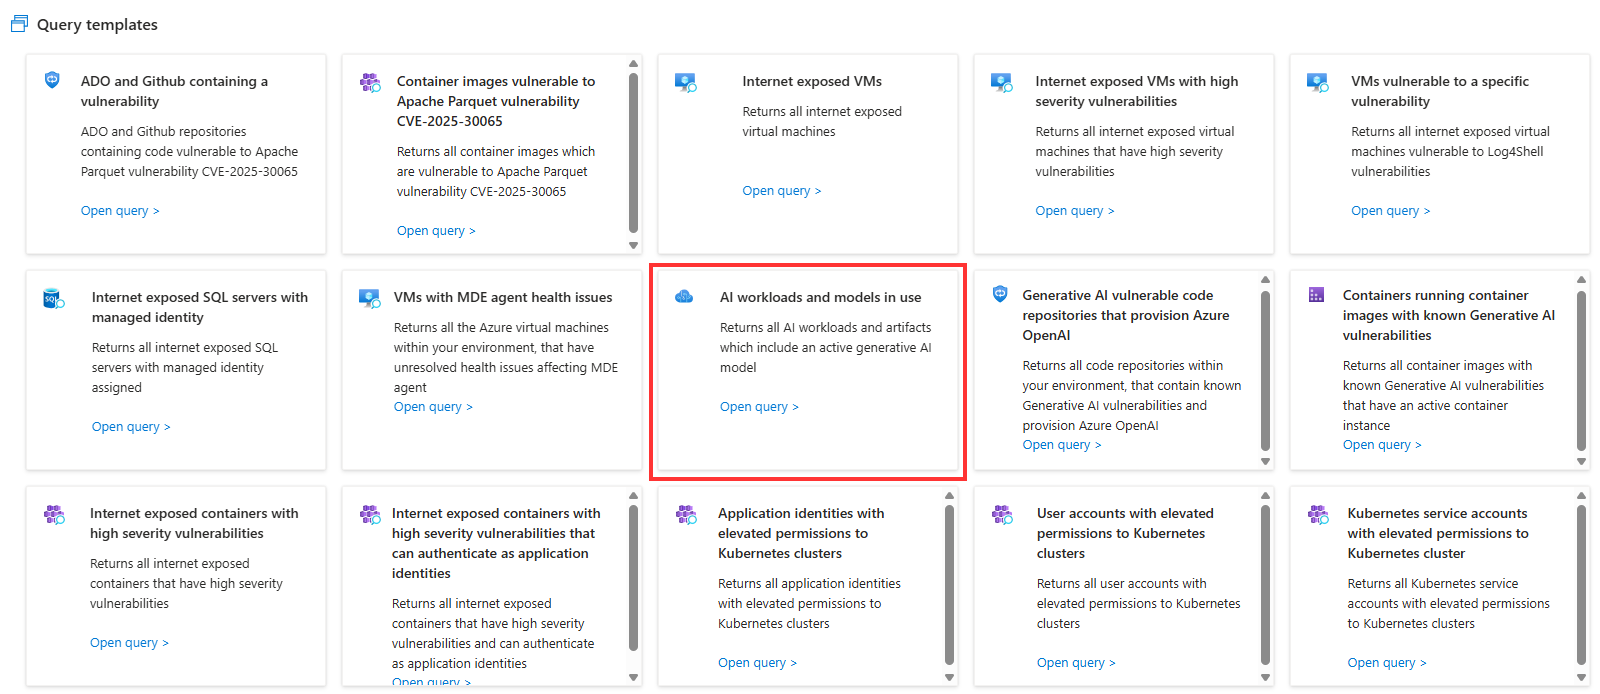 Query templates
ADO and Github containing a
vulnerability
ADO and Github repositories
containing code vulnerable to Apache
Parquet vulnerability CVE-2025-30065
Open query >
Container images vulnerable to
Apache Parquet vulnerability
CVE-2025-30065
Returns all container images which
are vulnerable to Apache Parquet
vulnerability CVE-2025-30065
Open query >
Internet exposed VMs
Returns all internet exposed
virtual machines
Open query >
Internet exposed VMs with high
severity vulnerabilities
Returns all internet exposed virtual
machines that have high severity
vulnerabilities
Open query >
VMs vulnerable to a specific
vulnerability
Returns all internet exposed virtual
machines vulnerable to Log4Shell
vulnerabilities
Open query >
SQL
Internet exposed SQL servers with
managed identity
Returns all internet exposed SQL
servers with managed identity
assigned
Open query >
VMs with MDE agent health issues
Returns all the Azure virtual machines
within your environment, that have
unresolved health issues affecting MDE
agent
Open query >
AI workloads and models in use
Returns all AI workloads and artifacts
which include an active generative AI
model
Open query >
Generative AI vulnerable code
repositories that provision Azure
OpenAI
Returns all code repositories within
your environment, that contain known
Generative AI vulnerabilities and
provision Azure OpenAI
Open query >
Containers running container
images with known Generative AI
vulnerabilities
Returns all container images with
known Generative AI vulnerabilities
that have an active container
instance
Open query >
Internet exposed containers with
high severity vulnerabilities
Returns all internet exposed
containers that have high severity
vulnerabilities
Open query >
Internet exposed containers with
high severity vulnerabilities that
can authenticate as application
identities
Returns all internet exposed
containers that have high severity
vulnerabilities and can authenticate
as application identities
Open query >
Application identities with
elevated permissions to
Kubernetes clusters
Returns all application identities
with elevated permissions to
Kubernetes clusters
Open query >
User accounts with elevated
permissions to Kubernetes
clusters
Returns all user accounts with
elevated permissions to Kubernetes
clusters
Open query >
Kubernetes service accounts
with elevated permissions to
Kubernetes cluster
Returns all Kubernetes service
accounts with elevated permissions
to Kubernetes clusters
Open query >